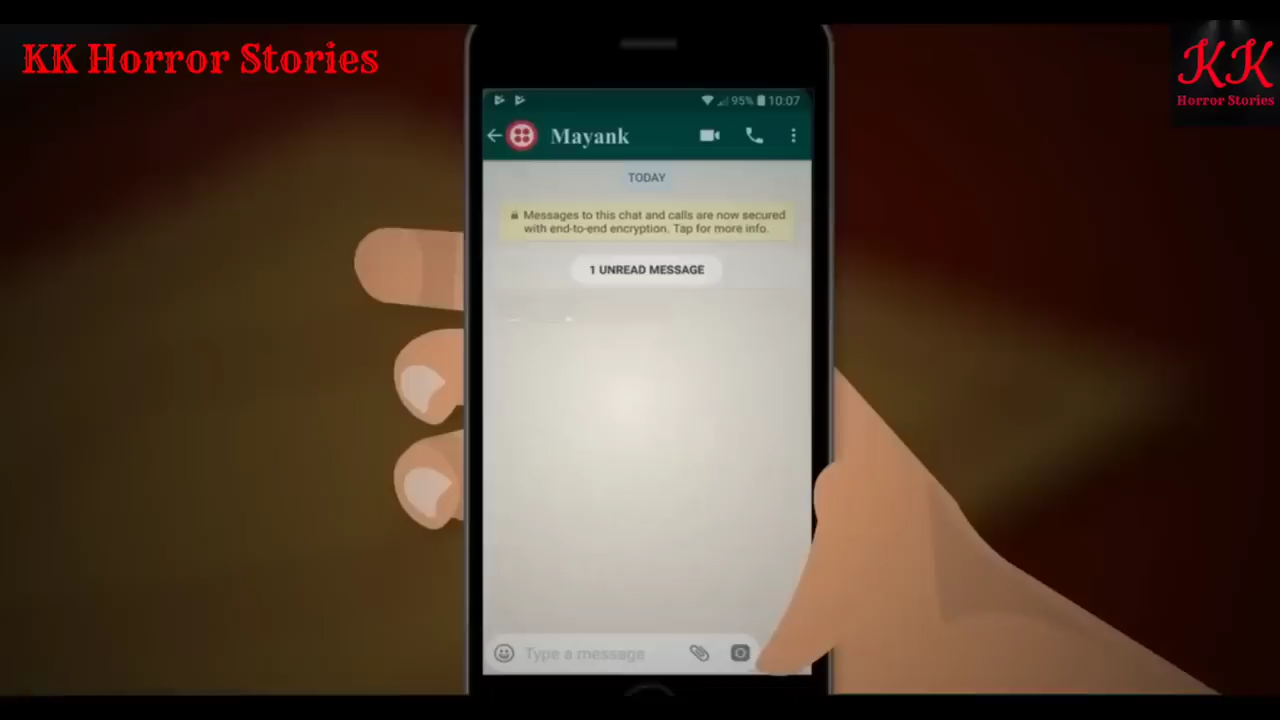 KK Horror Stories
KK
Horror Stories
95% 10:07
Mayank
TODAY
Messages to this chat and calls are now secured
with end-to-end encryption. Tap for more info.
1 UNREAD MESSAGE
Type a message